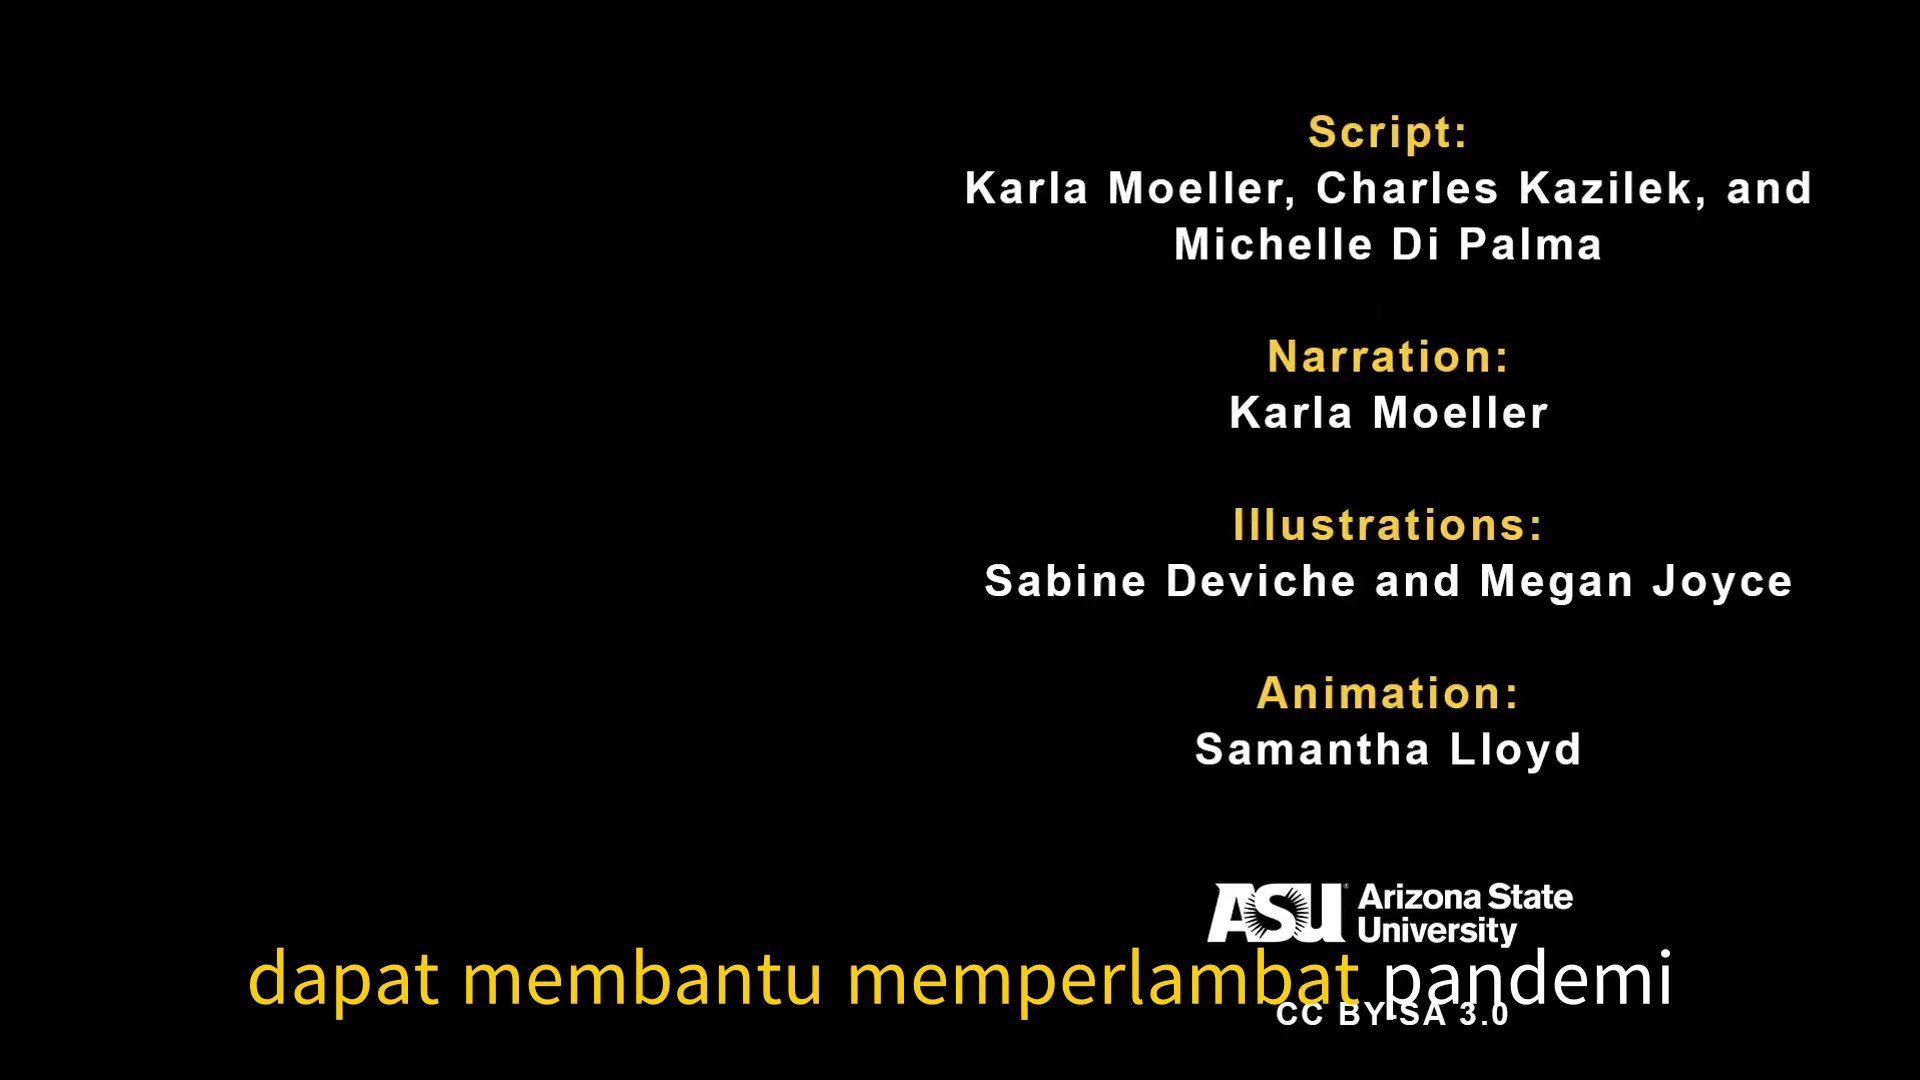 Script:
Karla Moeller, Charles Kazilek, and
Michelle Di Palma
Narration:
Karla Moeller
Illustrations:
Sabine Deviche and Megan Joyce
Animation:
Samantha Lloyd
ASU Arizona State
University
dapat membantu memperlambat pandemi
CC BY-SA 3.0